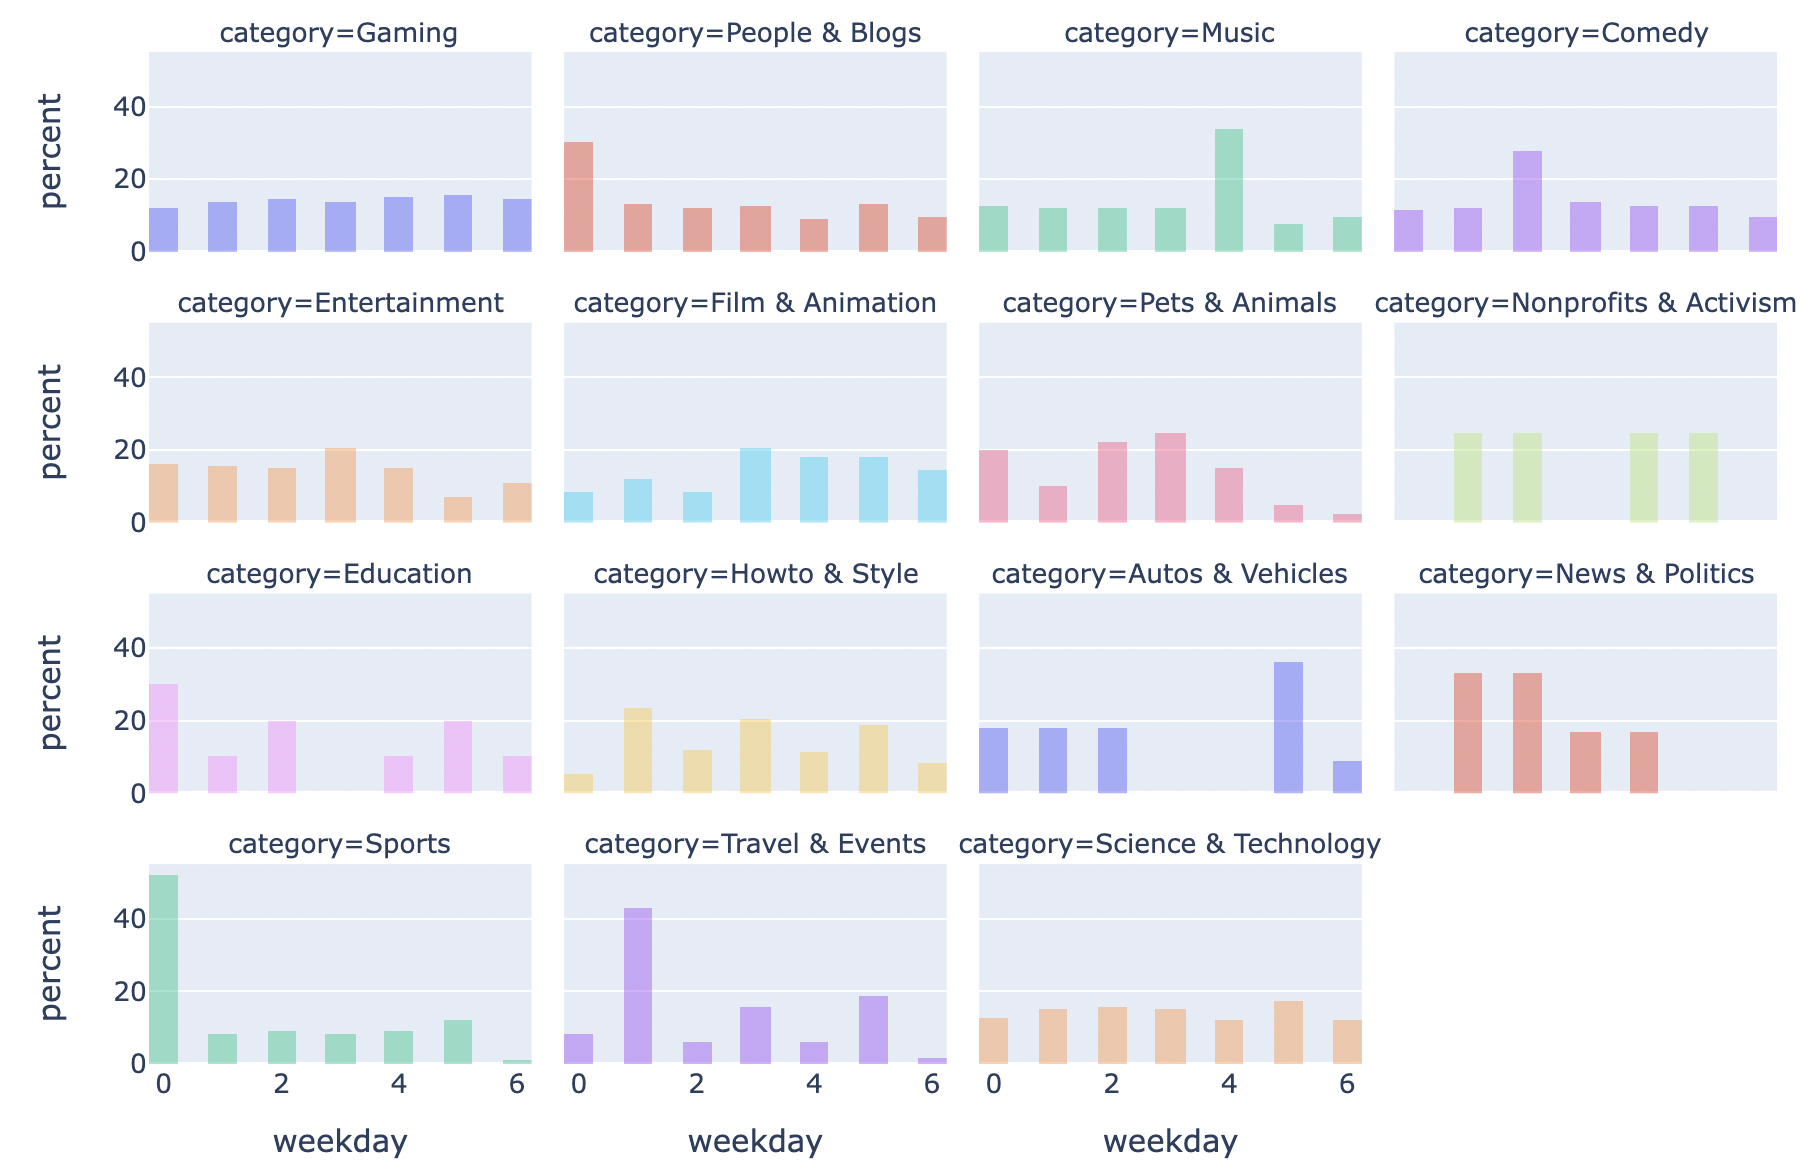 category=Gaming
category=People & Blogs
category=Music
category=Comedy
percent
40
20
0
category=Entertainment
category=Film & Animation
category=Pets & Animals
category=Nonprofits & Activism
percent
40
20
0
category=Education
category=Howto & Style
category=Autos & Vehicles
category=News & Politics
percent
40
20
0
category=Sports
category=Travel & Events
category=Science & Technology
percent
40
20
0
0 2 4 6
0 2 4 6
0 2 4 6
weekday
weekday
weekday